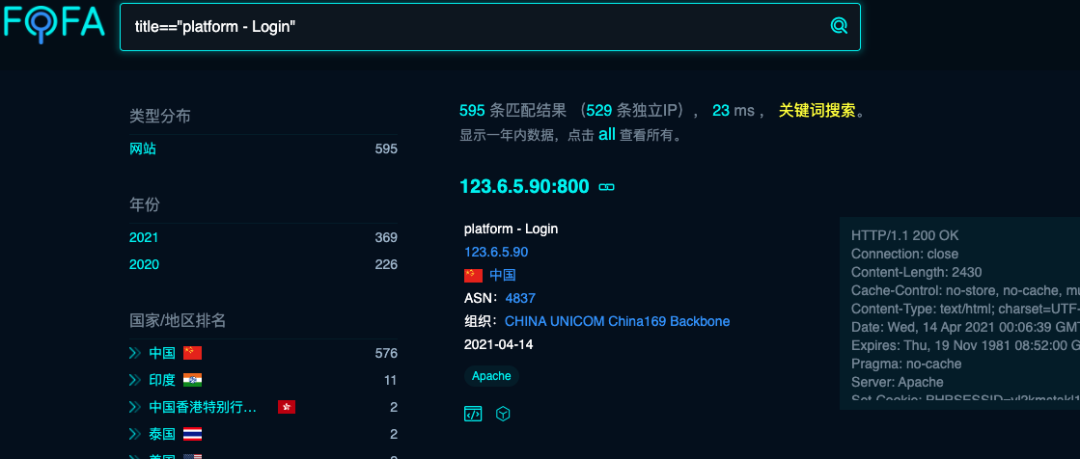 FOFA
title=="platform - Login"
类型分布
网站 595
年份
2021 369
2020 226
国家/地区排名
中国 576
印度 11
中国香港特别行... 2
泰国 2
595 条匹配结果 (529 条独立IP) , 23 ms , 关键词搜索。
显示一年内数据，点击 all 查看所有。
123.6.5.90:800
platform - Login
123.6.5.90
中国
ASN: 4837
组织: CHINA UNICOM China169 Backbone
2021-04-14
Apache
HTTP/1.1 200 OK
Connection: close
Content-Length: 2430
Cache-Control: no-store, no-cache,
Content-Type: text/html; charset=UTF-
Date: Wed, 14 Apr 2021 00:06:39 GMT
Expires: Thu, 19 Nov 1981 08:52:00
Pragma: no-cache
Server: Apache